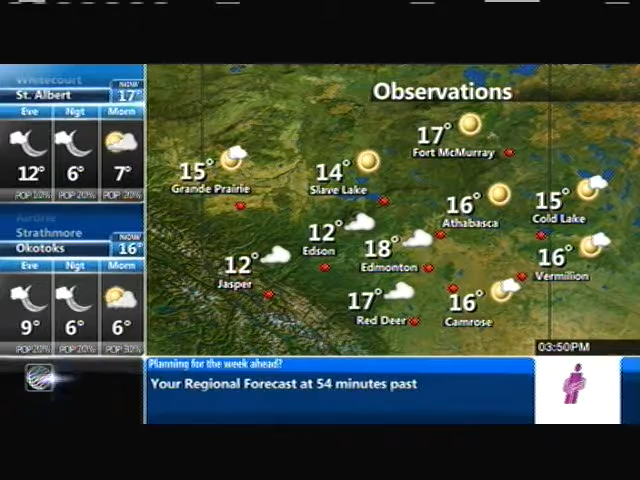 Whitecourt
St. Albert
NOW
17°
Eve Ngt Morn
12° 6° 7°
POP 10% POP 20% POP 20%
Airdrie
Strathmore
Okotoks
NOW
16°
Eve Ngt Morn
9° 6° 6°
POP 20% POP 20% POP 30%
Observations
17°
Fort McMurray
15°
Grande Prairie
14°
Slave Lake
16°
Athabasca
15°
Cold Lake
12°
Edson
18°
Edmonton
16°
Vermillion
12°
Jasper
17°
Red Deer
16°
Camrose
03:50PM
Planning for the week ahead?
Your Regional Forecast at 54 minutes past